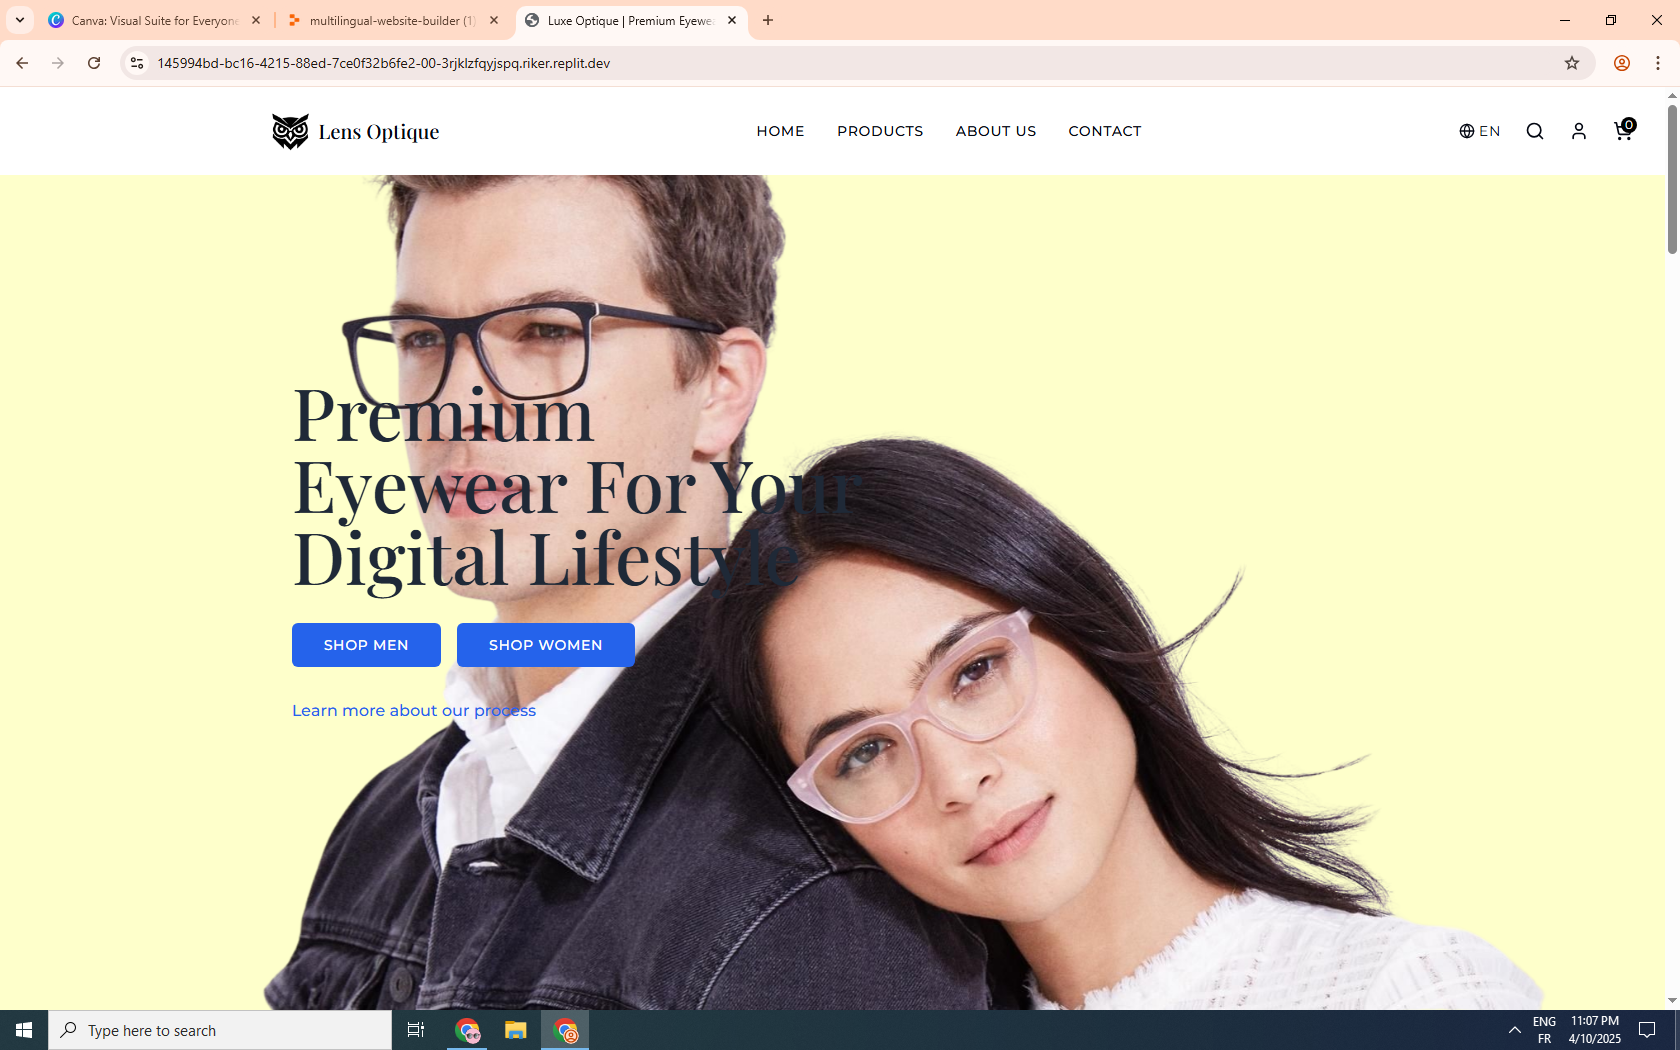 Canva: Visual Suite for Everyone
multilingual-website-builder (1)
Luxe Optique | Premium Eyewea
145994bd-bc16-4215-88ed-7ce0f32b6fe2-00-3rjklzfqyjspq.riker.replit.dev
Lens Optique
HOME
PRODUCTS
ABOUT US
CONTACT
EN
0
Premium
Eyewear For Your
Digital Lifestyle
SHOP MEN
SHOP WOMEN
Learn more about our process
Type here to search
ENG
FR
11:07 PM
4/10/2025